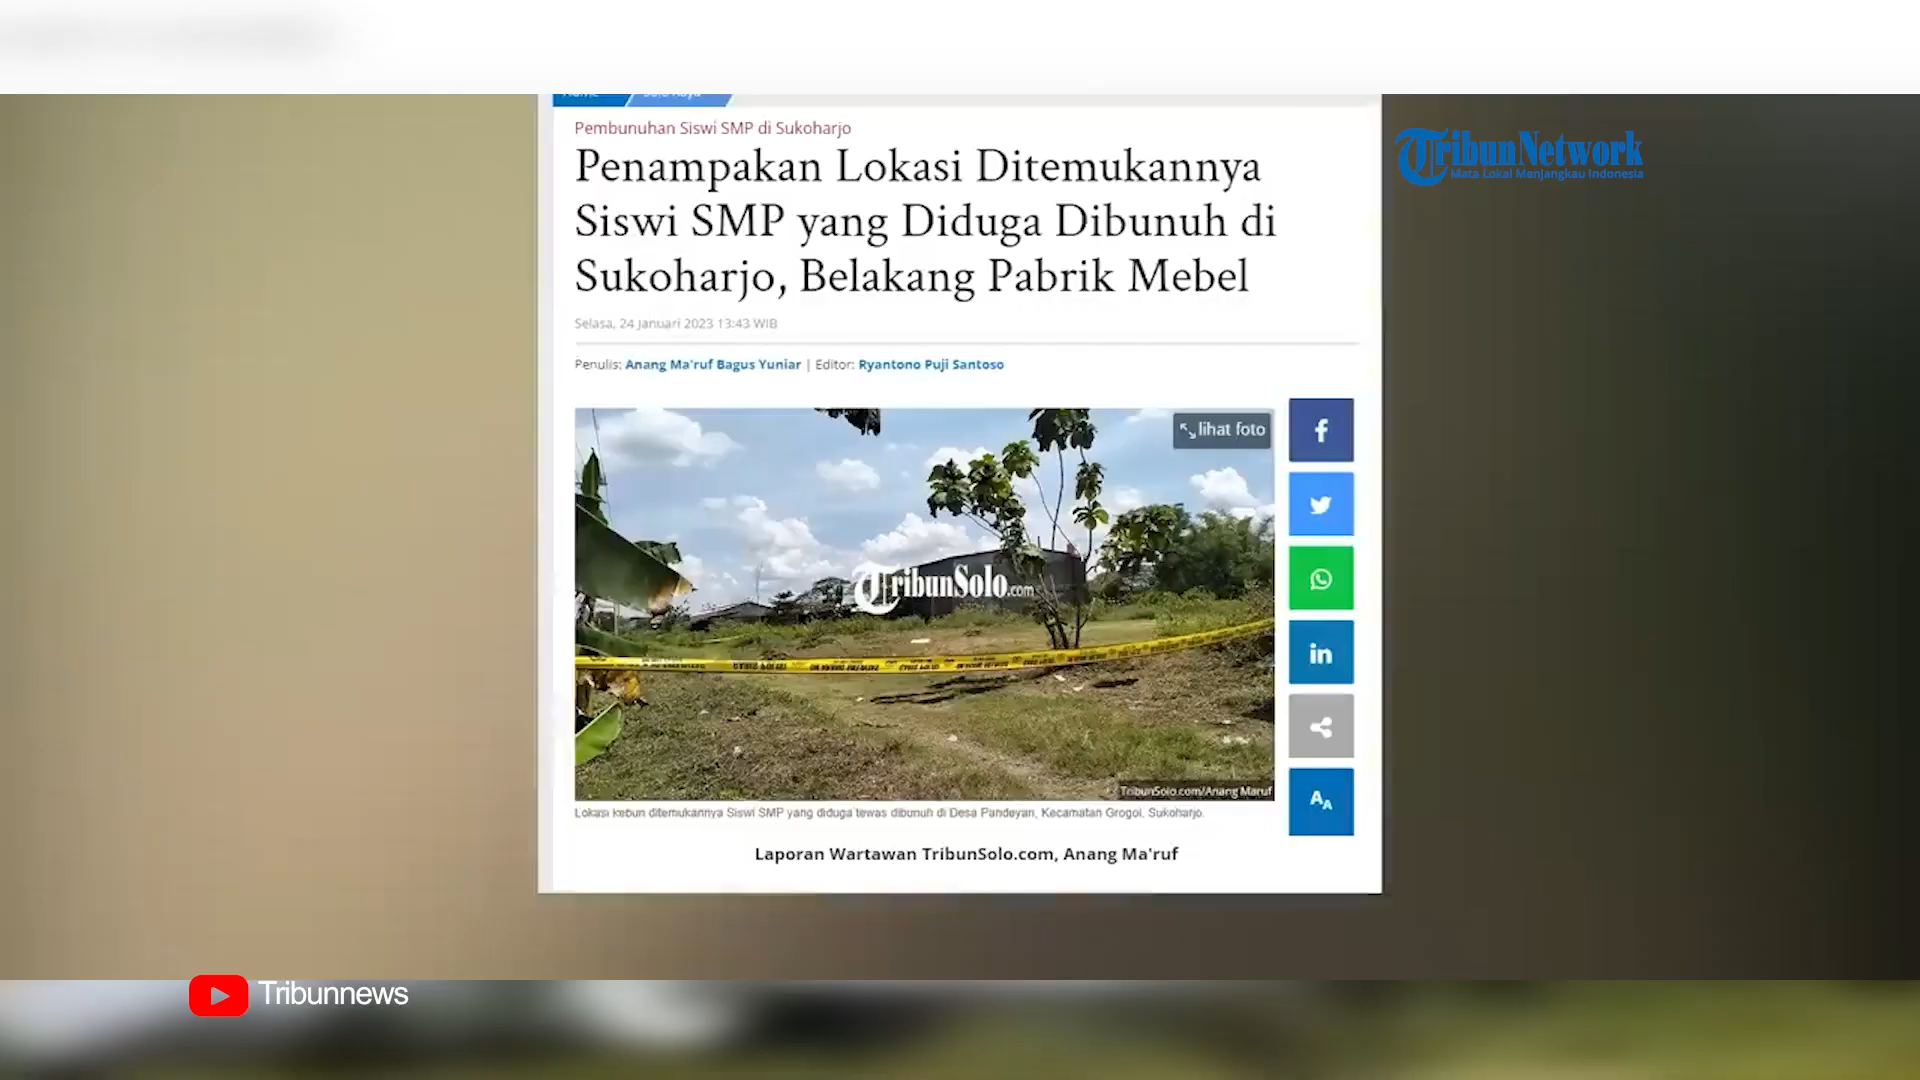 Solo Raya
Pembunuhan Siswi SMP di Sukoharjo
Penampakan Lokasi Ditemukannya
Siswi SMP yang Diduga Dibunuh di
Sukoharjo, Belakang Pabrik Mebel
Selasa, 24 Januari 2023 13:43 WIB
Penulis: Anang Ma'ruf Bagus Yuniar | Editor: Ryantono Puji Santoso
TribunNetwork
Mata Lokal Menjangkau Indonesia
lihat foto
TribunSolo.com
TribunSolo.com/Anang Maruf
Lokasi kebun ditemukannya Siswi SMP yang diduga tewas dibunuh di Desa Pandeyan, Kecamatan Grogol, Sukoharjo.
Laporan Wartawan TribunSolo.com, Anang Ma'ruf
Tribunnews